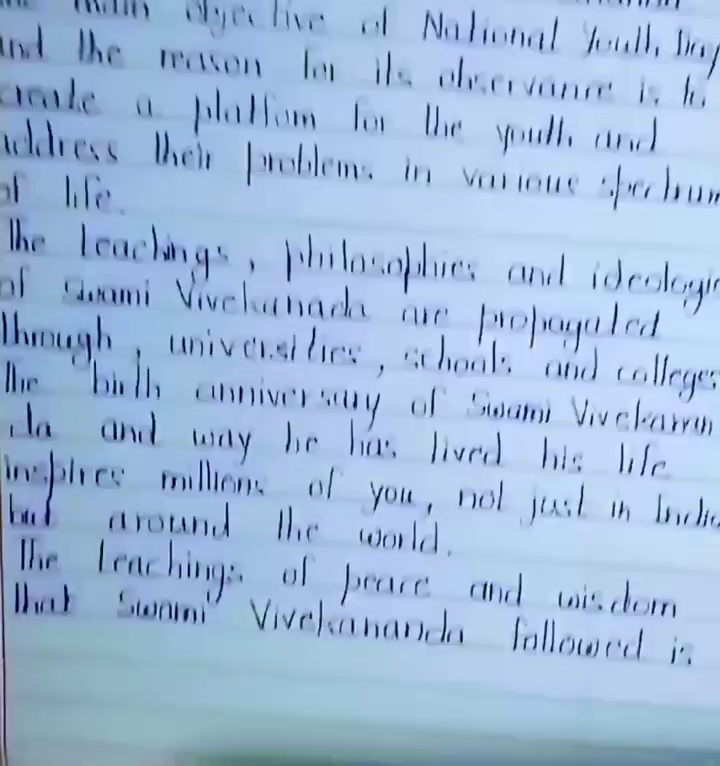 main objective of National Youth Day
and the reason for its observance is to
create a platfom for the youth and
address their problems in various spectrum
of life.
The teachings, philosophies and ideologie
of Swami Vivekanada are propagated
through, universities, schools and colleges
The birth anniversary of Swami Vivekanan
da and way he has lived his life
inspires millions of you, not just in India
but around the world.
The teachings of peace and wisdom
that Swami Vivekananda followed is